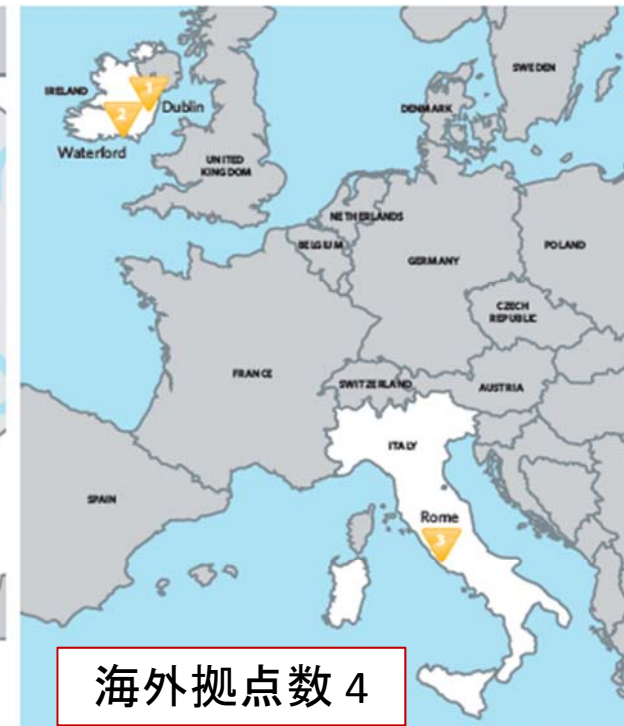 SWEDEN
IRELAND
1
Dublin
DENMARK
2
Waterford
UNITED
KINGDOM
NETHERLANDS
BELGIUM
GERMANY
POLAND
CZECH
REPUBLIC
FRANCE
SWITZERLAND
AUSTRIA
ITALY
SPAIN
Rome
3
海外拠点数 4